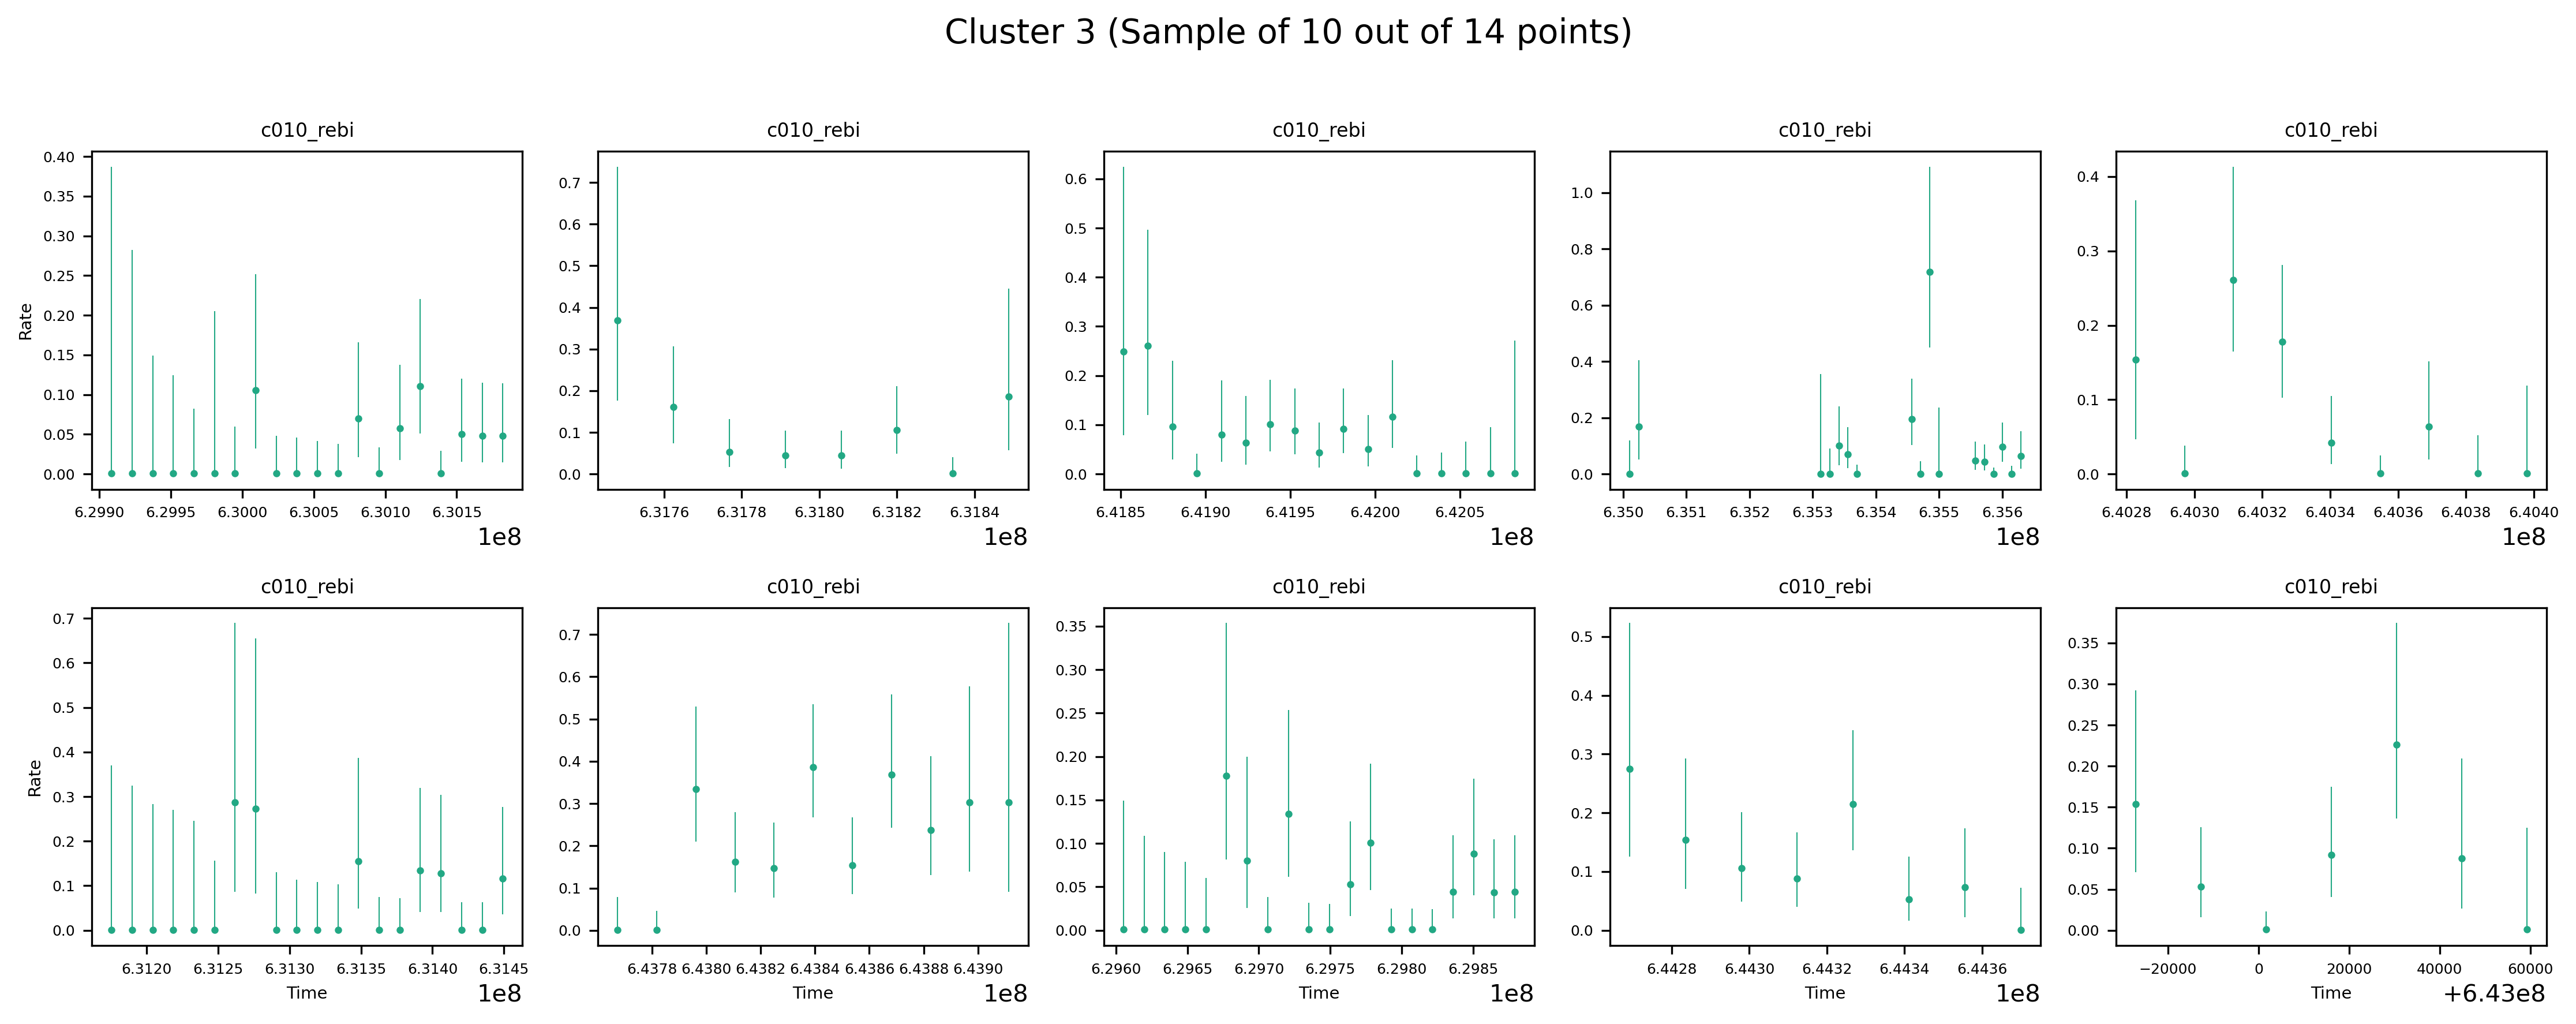 Cluster 3 (Sample of 10 out of 14 points)
c010_rebi c010_rebi c010_rebi c010_rebi c010_rebi
Rate
0.40
0.35
0.30
0.25
0.20
0.15
0.10
0.05
0.00
6.2990 6.2995 6.3000 6.3005 6.3010 6.3015
1e8
0.7
0.6
0.5
0.4
0.3
0.2
0.1
0.0
6.3176 6.3178 6.3180 6.3182 6.3184
1e8
0.6
0.5
0.4
0.3
0.2
0.1
0.0
6.4185 6.4190 6.4195 6.4200 6.4205
1e8
1.0
0.8
0.6
0.4
0.2
0.0
6.350 6.351 6.352 6.353 6.354 6.355 6.356
1e8
0.4
0.3
0.2
0.1
0.0
6.4028 6.4030 6.4032 6.4034 6.4036 6.4038 6.4040
1e8
c010_rebi c010_rebi c010_rebi c010_rebi c010_rebi
Rate
0.7
0.6
0.5
0.4
0.3
0.2
0.1
0.0
6.3120 6.3125 6.3130 6.3135 6.3140 6.3145
Time
1e8
0.7
0.6
0.5
0.4
0.3
0.2
0.1
0.0
6.4378 6.4380 6.4382 6.4384 6.4386 6.4388 6.4390
Time
1e8
0.35
0.30
0.25
0.20
0.15
0.10
0.05
0.00
6.2960 6.2965 6.2970 6.2975 6.2980 6.2985
Time
1e8
0.5
0.4
0.3
0.2
0.1
0.0
6.4428 6.4430 6.4432 6.4434 6.4436
Time
1e8
0.35
0.30
0.25
0.20
0.15
0.10
0.05
0.00
−20000 0 20000 40000 60000
Time
+6.43e8